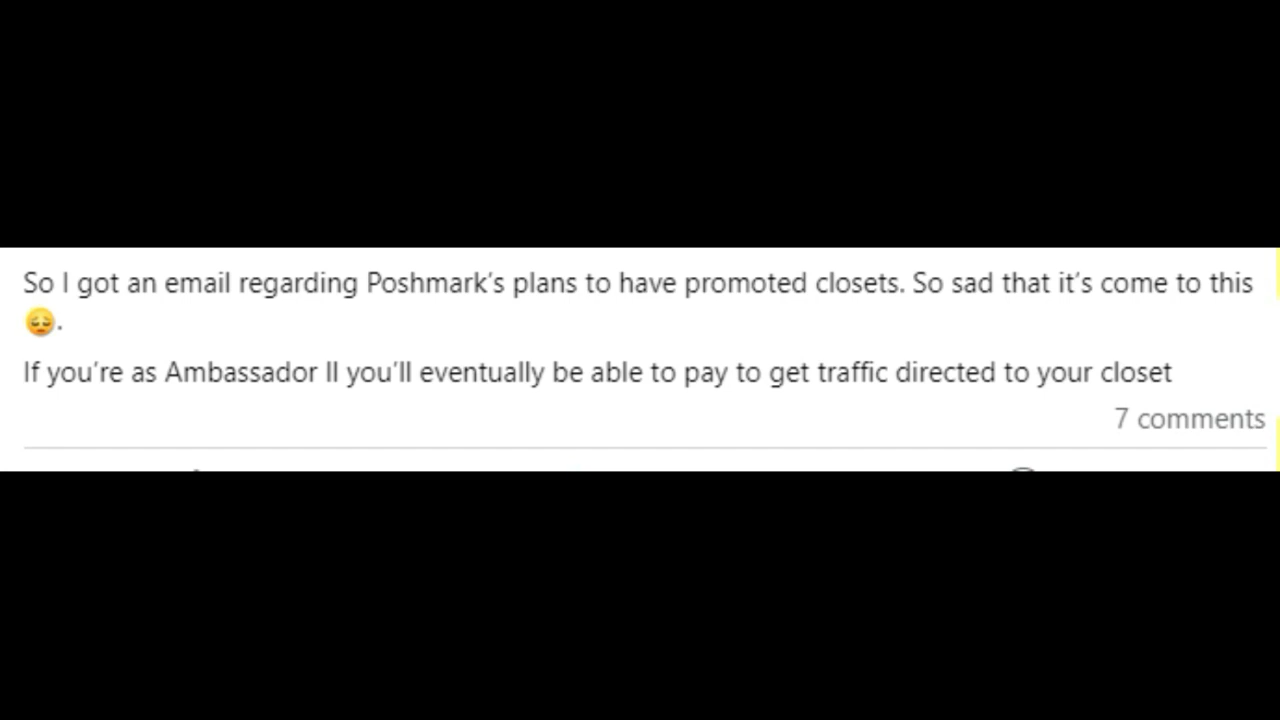 So I got an email regarding Poshmark's plans to have promoted closets. So sad that it's come to this
😔.
If you're as Ambassador II you'll eventually be able to pay to get traffic directed to your closet
7 comments